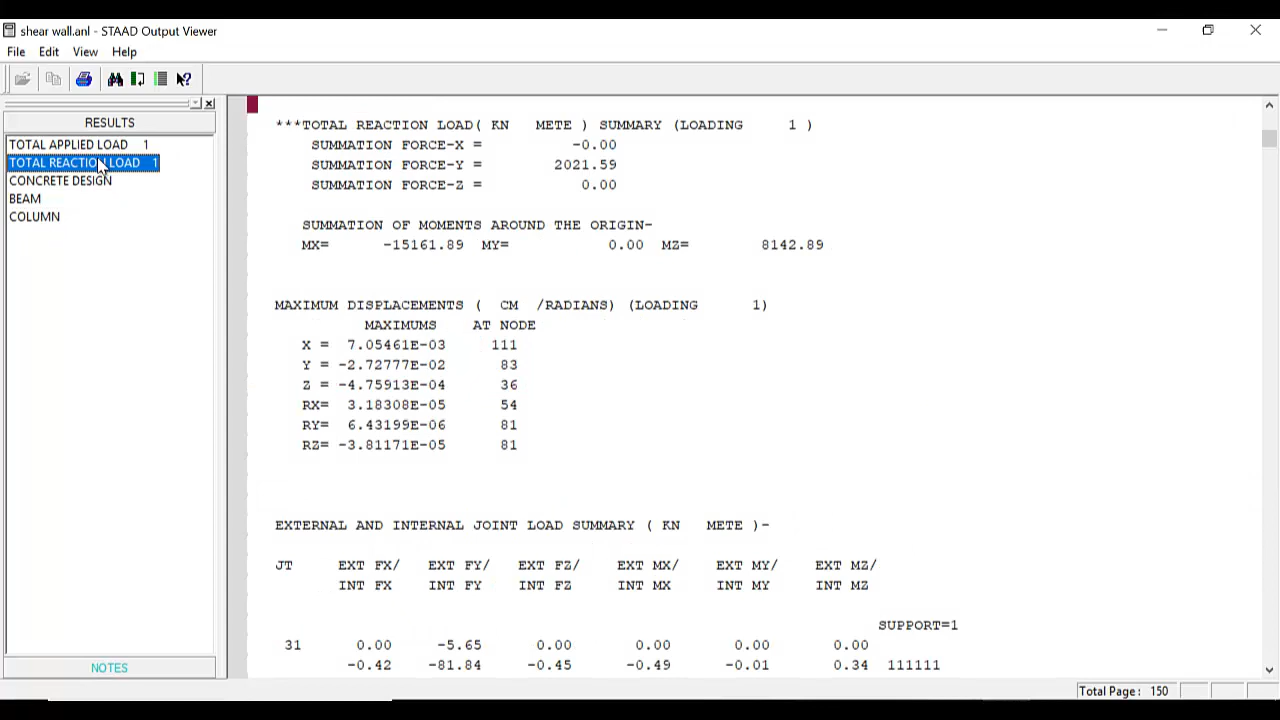 shear wall.anl - STAAD Output Viewer
File Edit View Help
RESULTS
TOTAL APPLIED LOAD 1
TOTAL REACTION LOAD 1
CONCRETE DESIGN
BEAM
COLUMN
NOTES
***TOTAL REACTION LOAD( KN METE ) SUMMARY (LOADING 1 )
SUMMATION FORCE-X = -0.00
SUMMATION FORCE-Y = 2021.59
SUMMATION FORCE-Z = 0.00
SUMMATION OF MOMENTS AROUND THE ORIGIN-
MX= -15161.89 MY= 0.00 MZ= 8142.89
MAXIMUM DISPLACEMENTS ( CM /RADIANS) (LOADING 1)
MAXIMUMS AT NODE
X = 7.05461E-03 111
Y = -2.72777E-02 83
Z = -4.75913E-04 36
RX= 3.18308E-05 54
RY= 6.43199E-06 81
RZ= -3.81171E-05 81
EXTERNAL AND INTERNAL JOINT LOAD SUMMARY ( KN METE )-
JT EXT FX/ EXT FY/ EXT FZ/ EXT MX/ EXT MY/ EXT MZ/
INT FX INT FY INT FZ INT MX INT MY INT MZ
SUPPORT=1
31 0.00 -5.65 0.00 0.00 0.00 0.00
-0.42 -81.84 -0.45 -0.49 -0.01 0.34 111111
Total Page: 150